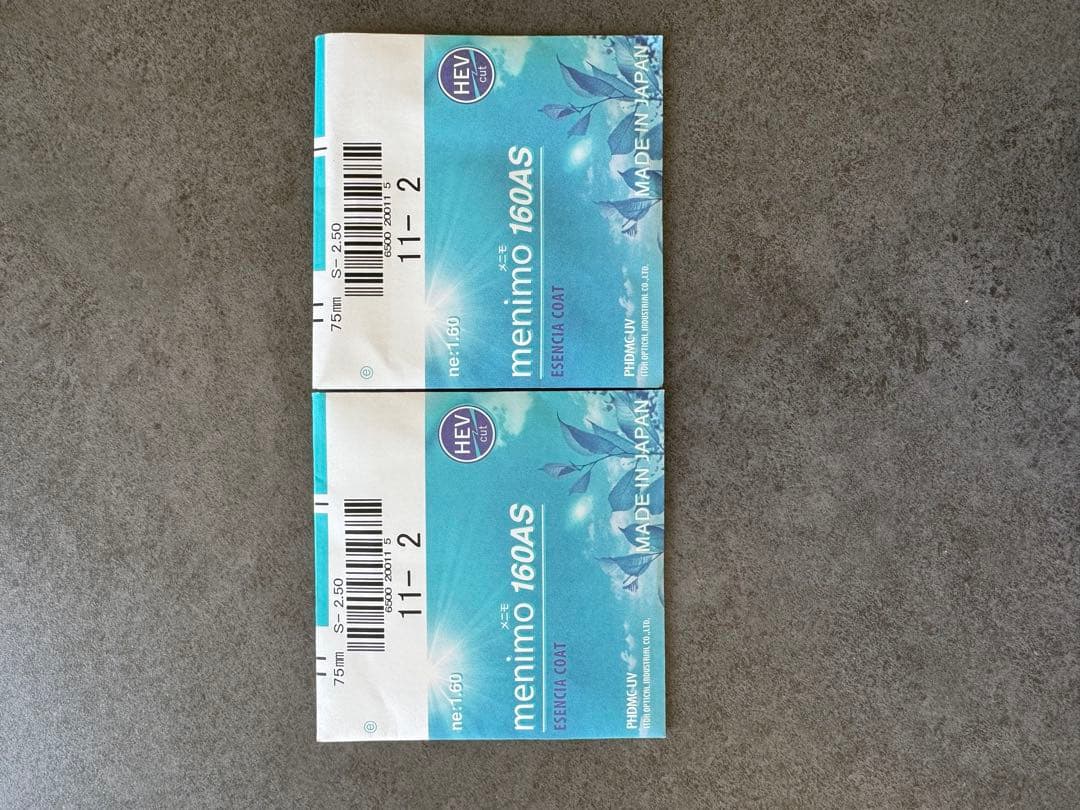 75mm S- 2.50
6500 20011 5
11- 2
ⓔ
HEV
cut
ne:1.60
メニモ
menimo 160AS
ESENCIA COAT
PHDMC-UV
ITOH OPTICAL INDUSTRIAL CO.,LTD.
MADE IN JAPAN
75mm S- 2.50
6500 20011 5
11- 2
ⓔ
HEV
cut
ne:1.60
メニモ
menimo 160AS
ESENCIA COAT
PHDMC-UV
ITOH OPTICAL INDUSTRIAL CO.,LTD.
MADE IN JAPAN